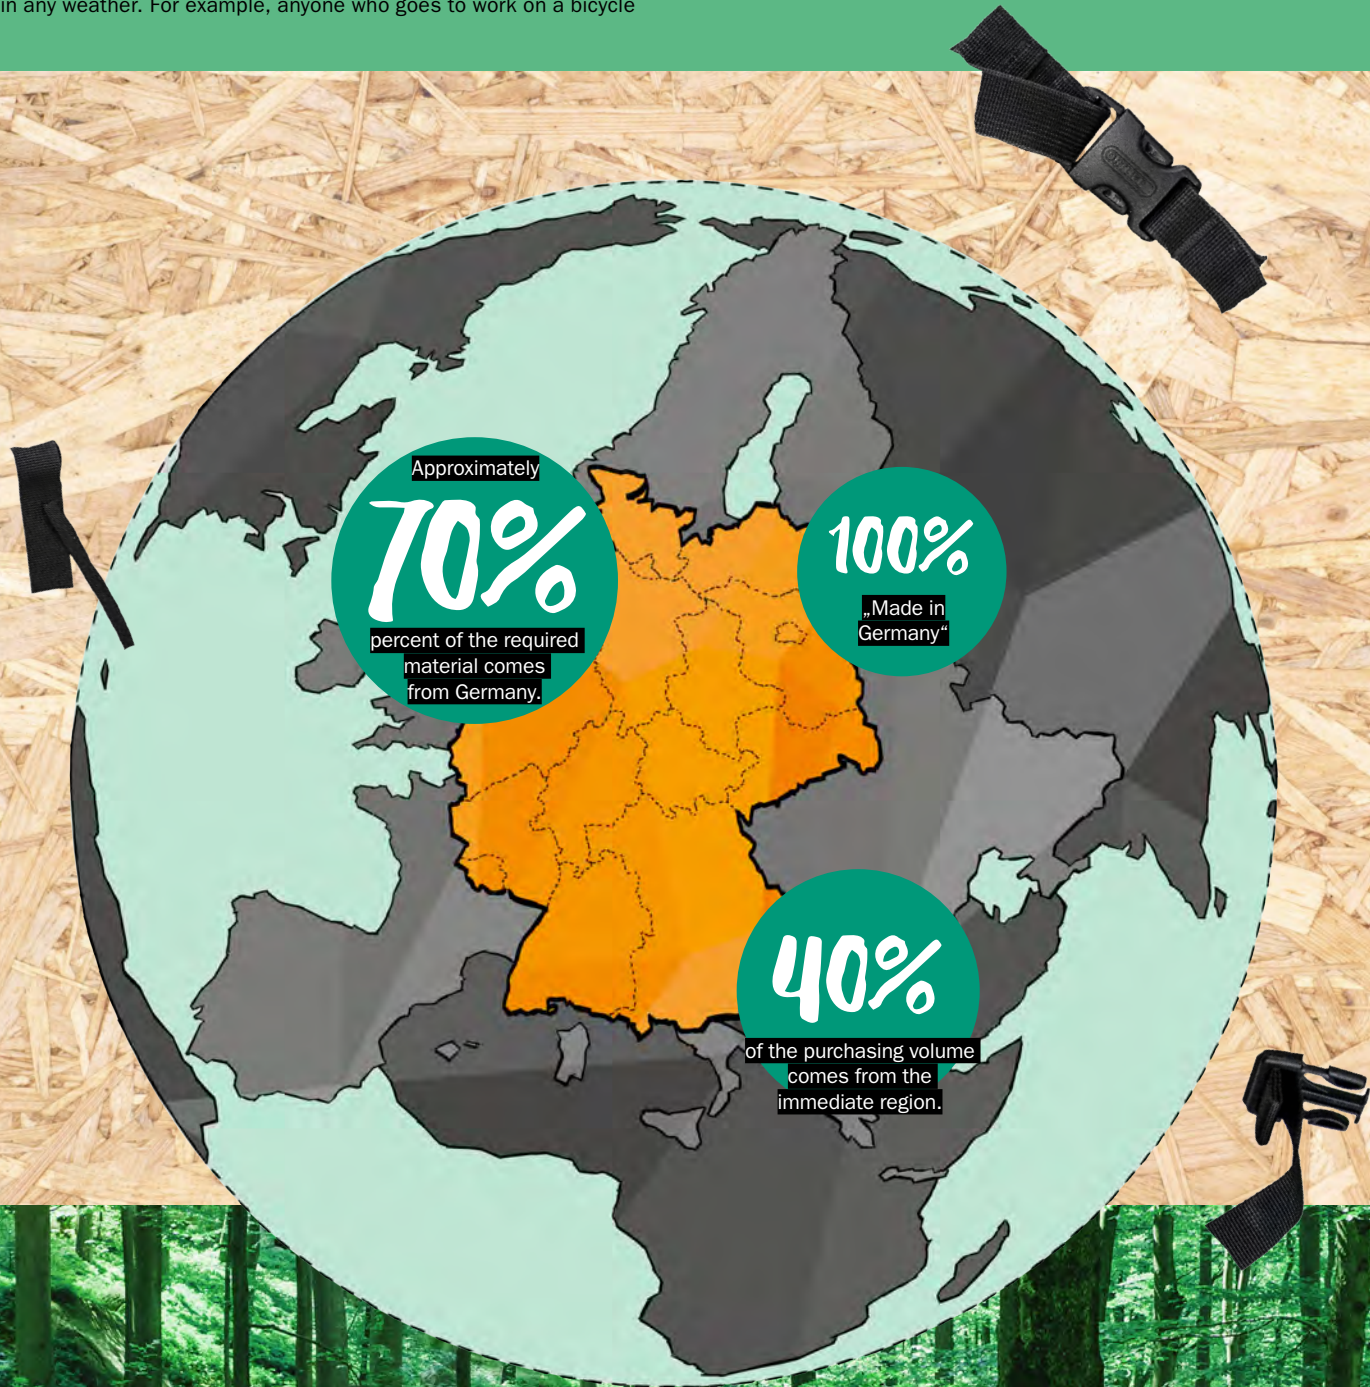 in any weather. For example, anyone who goes to work on a bicycle
Approximately
70%
percent of the required
material comes
from Germany.
100%
„Made in
Germany“
40%
of the purchasing volume
comes from the
immediate region.